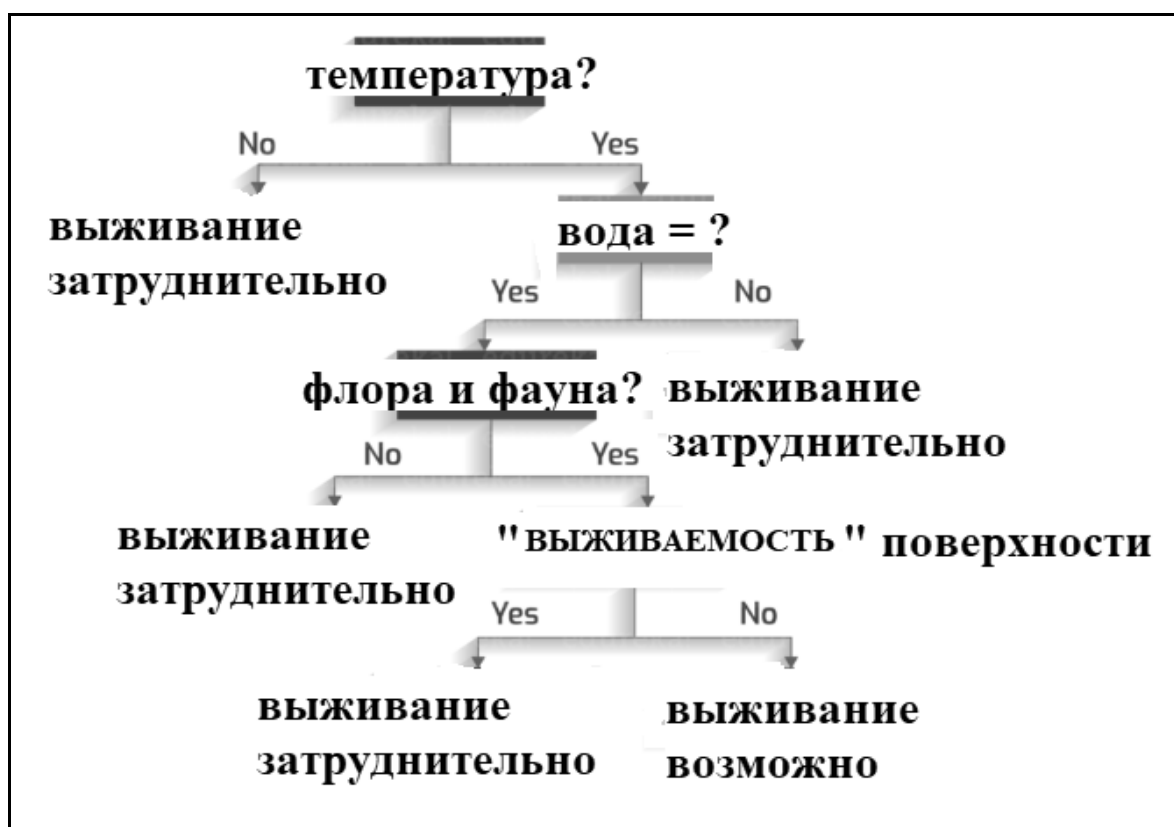 температура?
No Yes
выживание
затруднительно
вода = ?
Yes No
флора и фауна?
выживание
затруднительно
No Yes
выживание
затруднительно
"ВЫЖИВАЕМОСТЬ" поверхности
Yes No
выживание
затруднительно
выживание
возможно